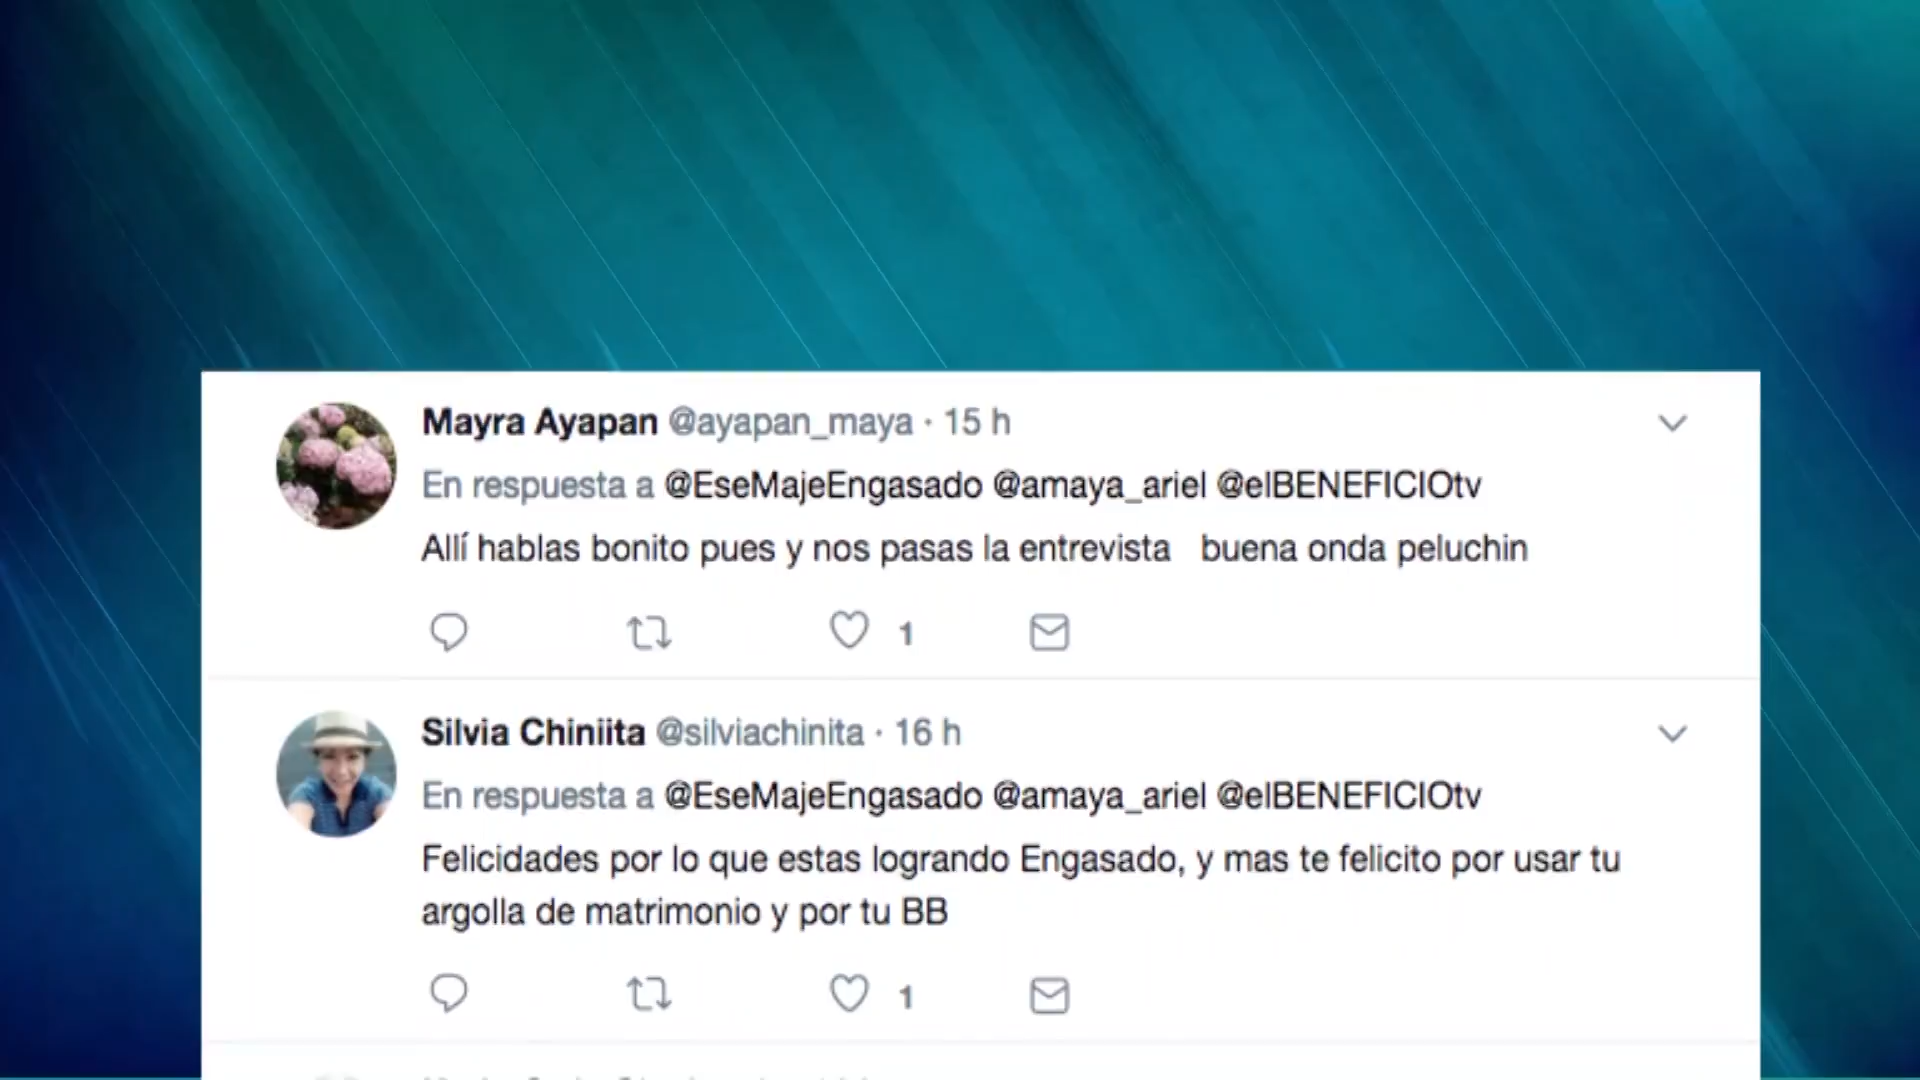 Mayra Ayapan @ayapan_maya · 15 h
En respuesta a @EseMajeEngasado @amaya_ariel @elBENEFICIOtv
Allí hablas bonito pues y nos pasas la entrevista   buena onda peluchin
1
Silvia Chiniita @silviachinita · 16 h
En respuesta a @EseMajeEngasado @amaya_ariel @elBENEFICIOtv
Felicidades por lo que estas logrando Engasado, y mas te felicito por usar tu
argolla de matrimonio y por tu BB
1